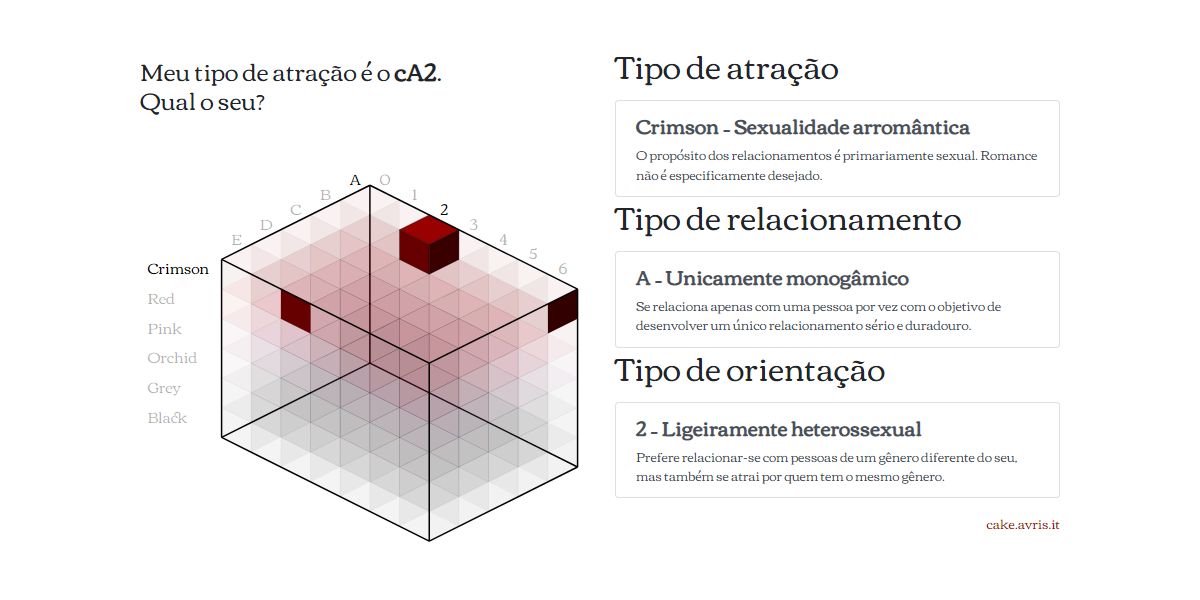 Meu tipo de atração é o cA2.
Qual o seu?
A
B
C
D
E
0
1
2
3
4
5
6
Crimson
Red
Pink
Orchid
Grey
Black
Tipo de atração
Crimson - Sexualidade arromântica
O propósito dos relacionamentos é primariamente sexual. Romance
não é especificamente desejado.
Tipo de relacionamento
A - Unicamente monogâmico
Se relaciona apenas com uma pessoa por vez com o objetivo de
desenvolver um único relacionamento sério e duradouro.
Tipo de orientação
2 - Ligeiramente heterossexual
Prefere relacionar-se com pessoas de um gênero diferente do seu,
mas também se atrai por quem tem o mesmo gênero.
cake.avris.it